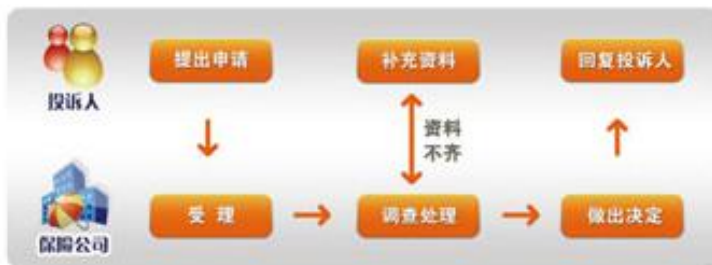 提出申请
补充资料
回复投诉人
投诉人
资料
不齐
受 理
调查处理
做出决定
保险公司